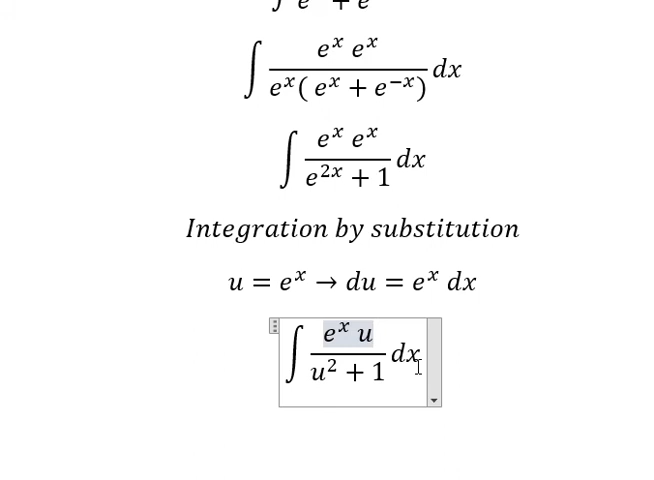 ∫ (e^x e^x) / (e^x( e^x + e^{-x})) dx
∫ (e^x e^x) / (e^{2x} + 1) dx
Integration by substitution
u = e^x → du = e^x dx
∫ (e^x u) / (u^2 + 1) dx